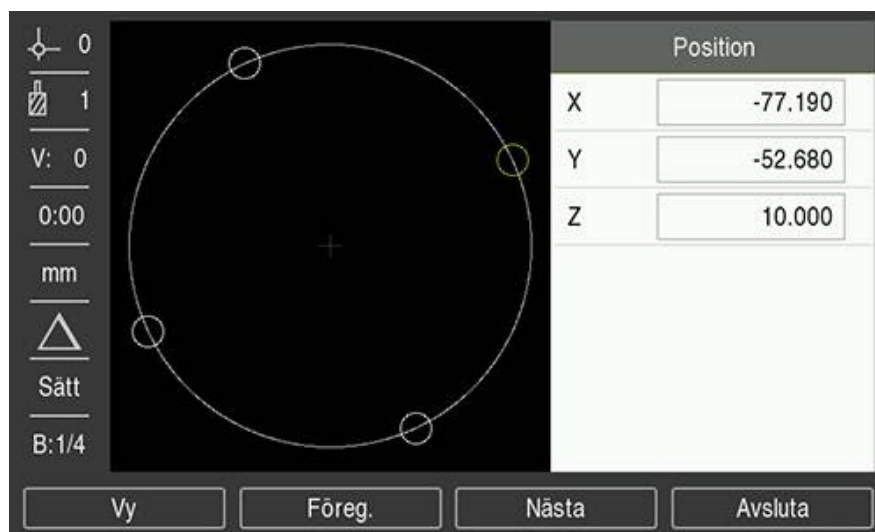 0
1
V: 0
0:00
mm
Sätt
B:1/4
Position
X -77.190
Y -52.680
Z 10.000
Vy Föreg. Nästa Avsluta